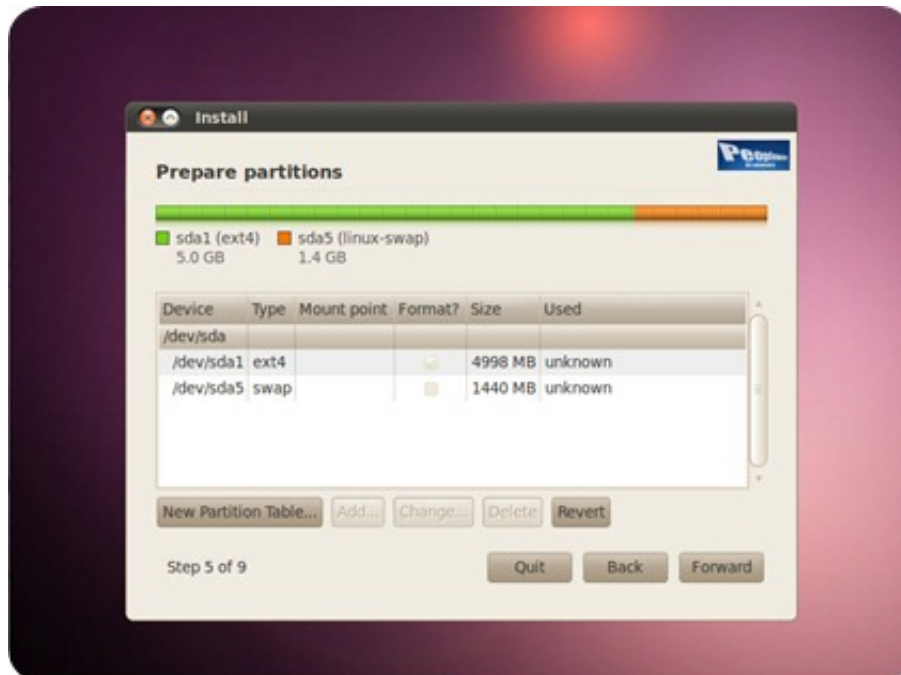 Install
Prepare partitions
sda1 (ext4) sda5 (linux-swap)
5.0 GB 1.4 GB
Device Type Mount point Format? Size Used
/dev/sda
/dev/sda1 ext4 4998 MB unknown
/dev/sda5 swap 1440 MB unknown
New Partition Table... Add... Change... Delete Revert
Step 5 of 9 Quit Back Forward